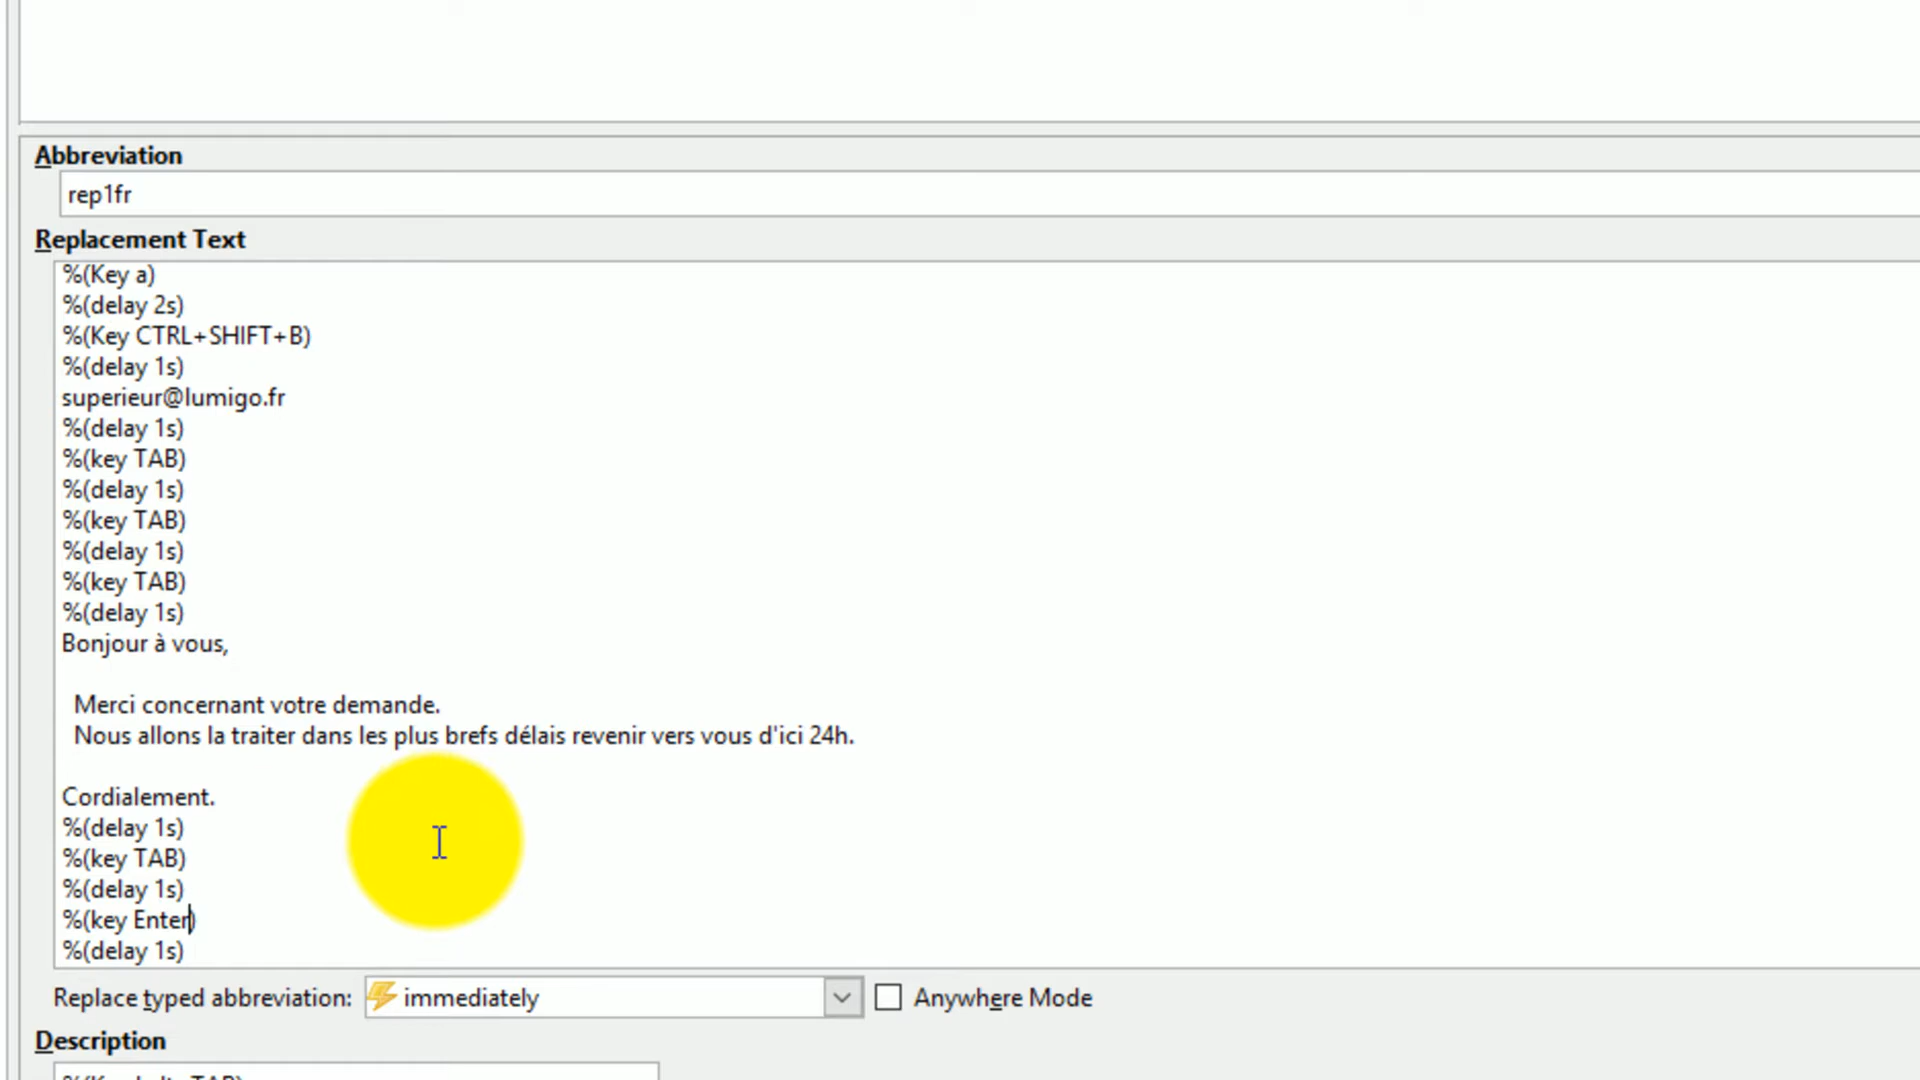 Abbreviation
rep1fr
Replacement Text
%(Key a)
%(delay 2s)
%(Key CTRL+SHIFT+B)
%(delay 1s)
superieur@lumigo.fr
%(delay 1s)
%(key TAB)
%(delay 1s)
%(key TAB)
%(delay 1s)
%(key TAB)
%(delay 1s)
Bonjour à vous,
Merci concernant votre demande.
Nous allons la traiter dans les plus brefs délais revenir vers vous d'ici 24h.
Cordialement.
%(delay 1s)
%(key TAB)
%(delay 1s)
%(key Enter)
%(delay 1s)
Replace typed abbreviation: immediately Anywhere Mode
Description